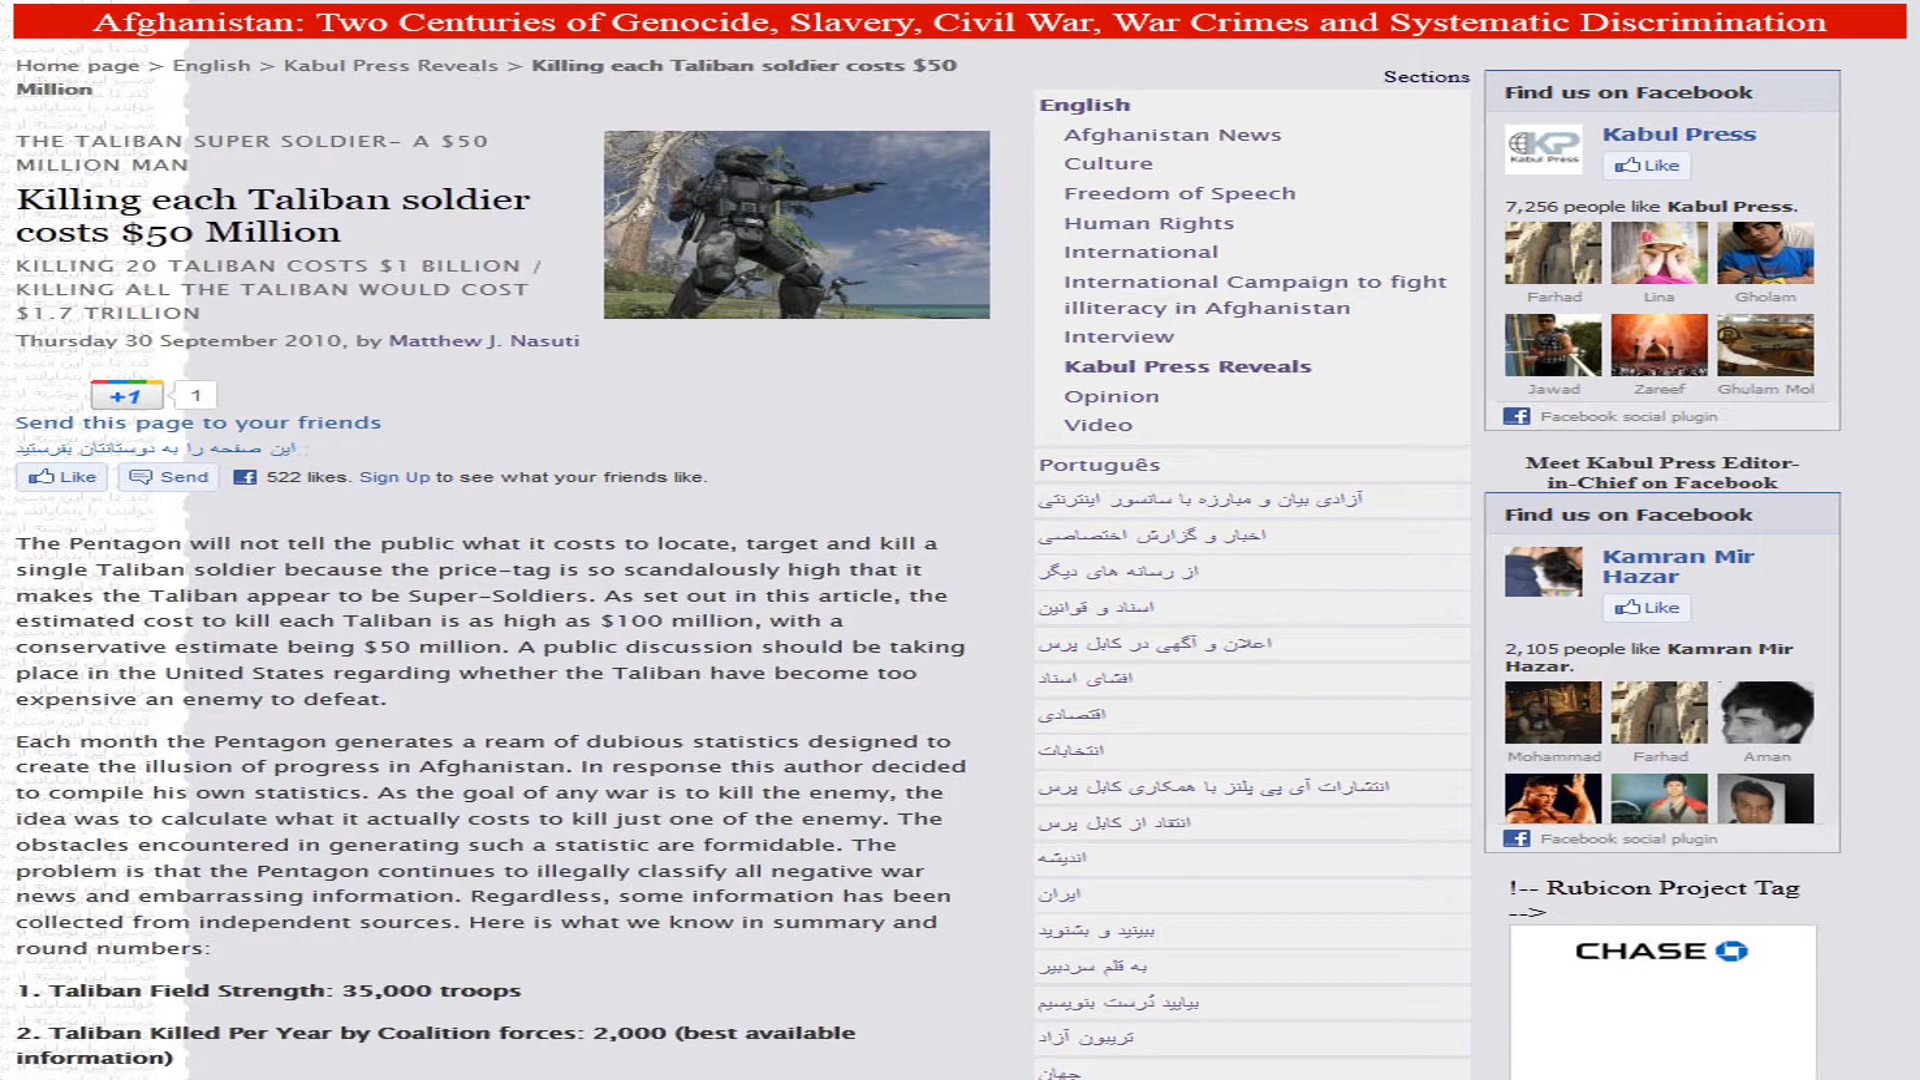 Afghanistan: Two Centuries of Genocide, Slavery, Civil War, War Crimes and Systematic Discrimination
Home page > English > Kabul Press Reveals > Killing each Taliban soldier costs $50
Million
THE TALIBAN SUPER SOLDIER- A $50
MILLION MAN
Killing each Taliban soldier
costs $50 Million
KILLING 20 TALIBAN COSTS $1 BILLION /
KILLING ALL THE TALIBAN WOULD COST
$1.7 TRILLION
Thursday 30 September 2010, by Matthew J. Nasuti
+1
1
Send this page to your friends
این صفحه را به دوستانتان بفرستید
Like
Send
522 likes. Sign Up to see what your friends like.
The Pentagon will not tell the public what it costs to locate, target and kill a
single Taliban soldier because the price-tag is so scandalously high that it
makes the Taliban appear to be Super-Soldiers. As set out in this article, the
estimated cost to kill each Taliban is as high as $100 million, with a
conservative estimate being $50 million. A public discussion should be taking
place in the United States regarding whether the Taliban have become too
expensive an enemy to defeat.
Each month the Pentagon generates a ream of dubious statistics designed to
create the illusion of progress in Afghanistan. In response this author decided
to compile his own statistics. As the goal of any war is to kill the enemy, the
idea was to calculate what it actually costs to kill just one of the enemy. The
obstacles encountered in generating such a statistic are formidable. The
problem is that the Pentagon continues to illegally classify all negative war
news and embarrassing information. Regardless, some information has been
collected from independent sources. Here is what we know in summary and
round numbers:
1. Taliban Field Strength: 35,000 troops
2. Taliban Killed Per Year by Coalition forces: 2,000 (best available
information)
Sections
English
Afghanistan News
Culture
Freedom of Speech
Human Rights
International
International Campaign to fight
illiteracy in Afghanistan
Interview
Kabul Press Reveals
Opinion
Video
Português
آزادی بیان و مبارزه با سانسور اینترنتی
اخبار و گزارش اختصاصی
از رسانه های دیگر
اسناد و قوانین
اعلان و آگهی در کابل پرس
افشای اسناد
اقتصادی
انتخابات
انتشارات آی پی پلنز با همکاری کابل پرس
انتقاد از کابل پرس
اندیشه
ایران
ببینید و بشنوید
به قلم سردبیر
بیایید دُرست بنویسیم
تریبون آزاد
جهان
Find us on Facebook
KP
Kabul Press
Kabul Press
Like
7,256 people like Kabul Press.
Farhad
Lina
Gholam
Jawad
Zareef
Ghulam Mol
Facebook social plugin
Meet Kabul Press Editor-
in-Chief on Facebook
Find us on Facebook
Kamran Mir
Hazar
Like
2,105 people like Kamran Mir
Hazar.
Mohammad
Farhad
Aman
Facebook social plugin
!-- Rubicon Project Tag
-->
CHASE